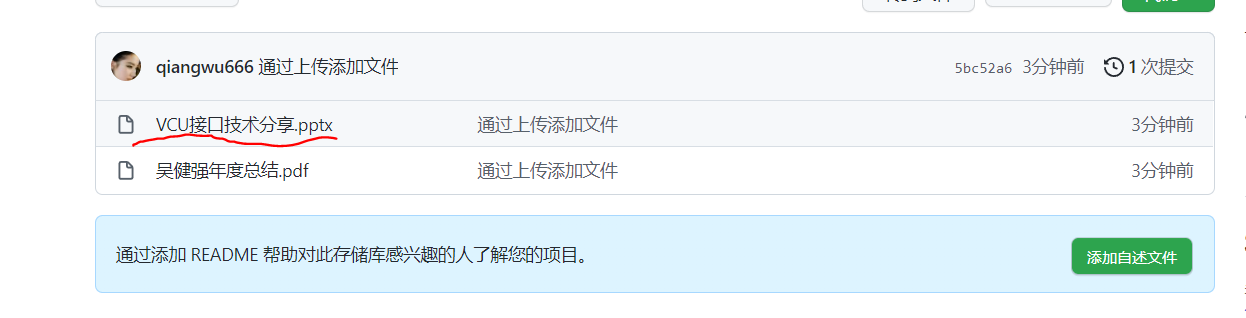 qiangwu666 通过上传添加文件 5bc52a6 3分钟前 1 次提交
VCU接口技术分享.pptx 通过上传添加文件 3分钟前
吴健强年度总结.pdf 通过上传添加文件 3分钟前
通过添加 README 帮助对此存储库感兴趣的人了解您的项目。 添加自述文件